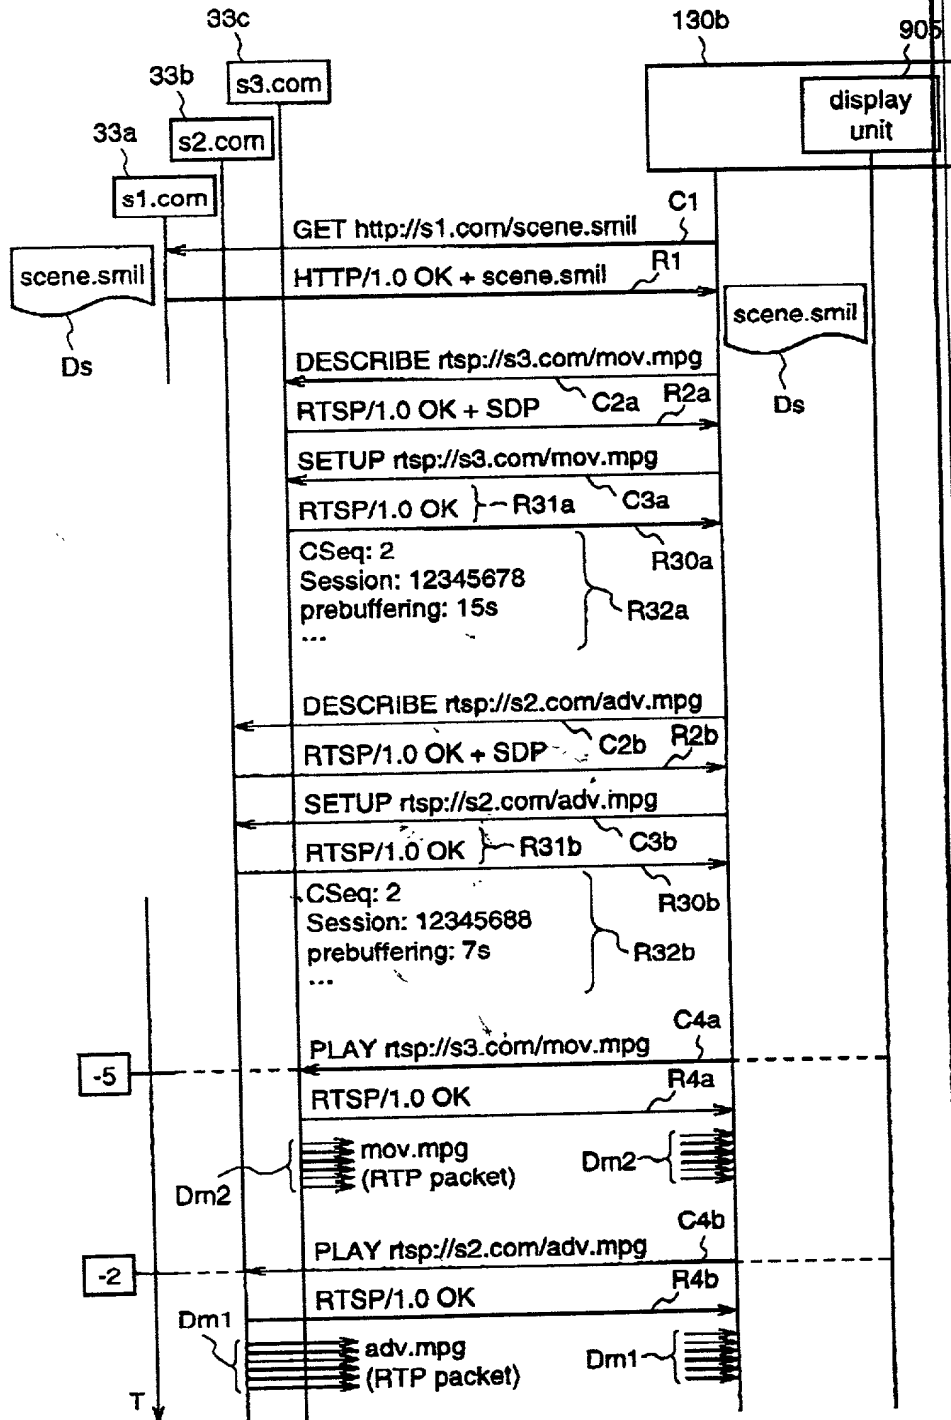 33c
130b
905
33b
s3.com
display
unit
33a
s2.com
s1.com
C1
GET http://s1.com/scene.smil
scene.smil
R1
HTTP/1.0 OK + scene.smil
scene.smil
Ds
DESCRIBE rtsp://s3.com/mov.mpg
C2a
R2a
Ds
RTSP/1.0 OK + SDP
SETUP rtsp://s3.com/mov.mpg
C3a
RTSP/1.0 OK
R31a
R30a
CSeq: 2
Session: 12345678
prebuffering: 15s
...
R32a
DESCRIBE rtsp://s2.com/adv.mpg
C2b
R2b
RTSP/1.0 OK + SDP
SETUP rtsp://s2.com/adv.mpg
C3b
RTSP/1.0 OK
R31b
R30b
CSeq: 2
Session: 12345688
prebuffering: 7s
...
R32b
C4a
PLAY rtsp://s3.com/mov.mpg
-5
R4a
RTSP/1.0 OK
mov.mpg
(RTP packet)
Dm2
Dm2
C4b
PLAY rtsp://s2.com/adv.mpg
-2
R4b
RTSP/1.0 OK
Dm1
adv.mpg
(RTP packet)
Dm1
T